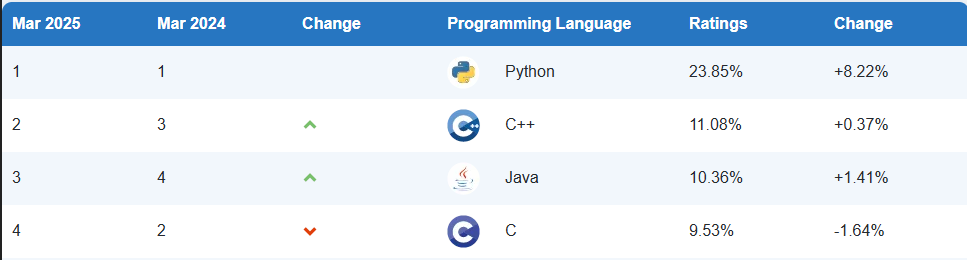 Mar 2025 Mar 2024 Change Programming Language Ratings Change
1 1 Python 23.85% +8.22%
2 3 C++ 11.08% +0.37%
3 4 Java 10.36% +1.41%
4 2 C 9.53% -1.64%